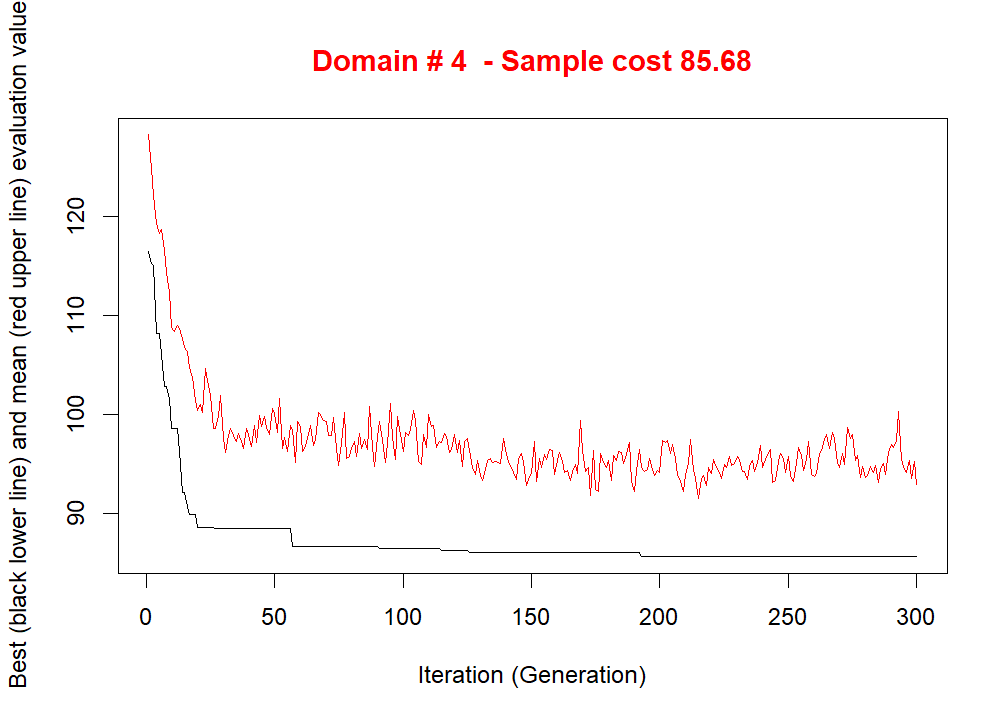 Domain # 4  - Sample cost 85.68
Best (black lower line) and mean (red upper line) evaluation value
120
110
100
90
0 50 100 150 200 250 300
Iteration (Generation)